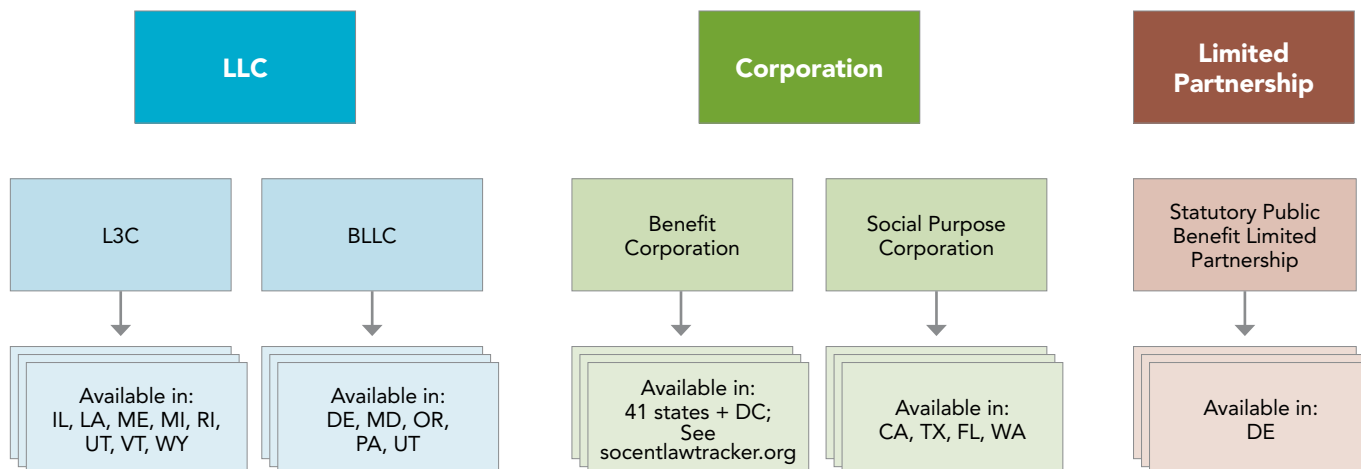 LLC
Corporation
Limited
Partnership
L3C
BLLC
Benefit
Corporation
Social Purpose
Corporation
Statutory Public
Benefit Limited
Partnership
Available in:
IL, LA, ME, MI, RI,
UT, VT, WY
Available in:
DE, MD, OR,
PA, UT
Available in:
41 states + DC;
See
socentlawtracker.org
Available in:
CA, TX, FL, WA
Available in:
DE